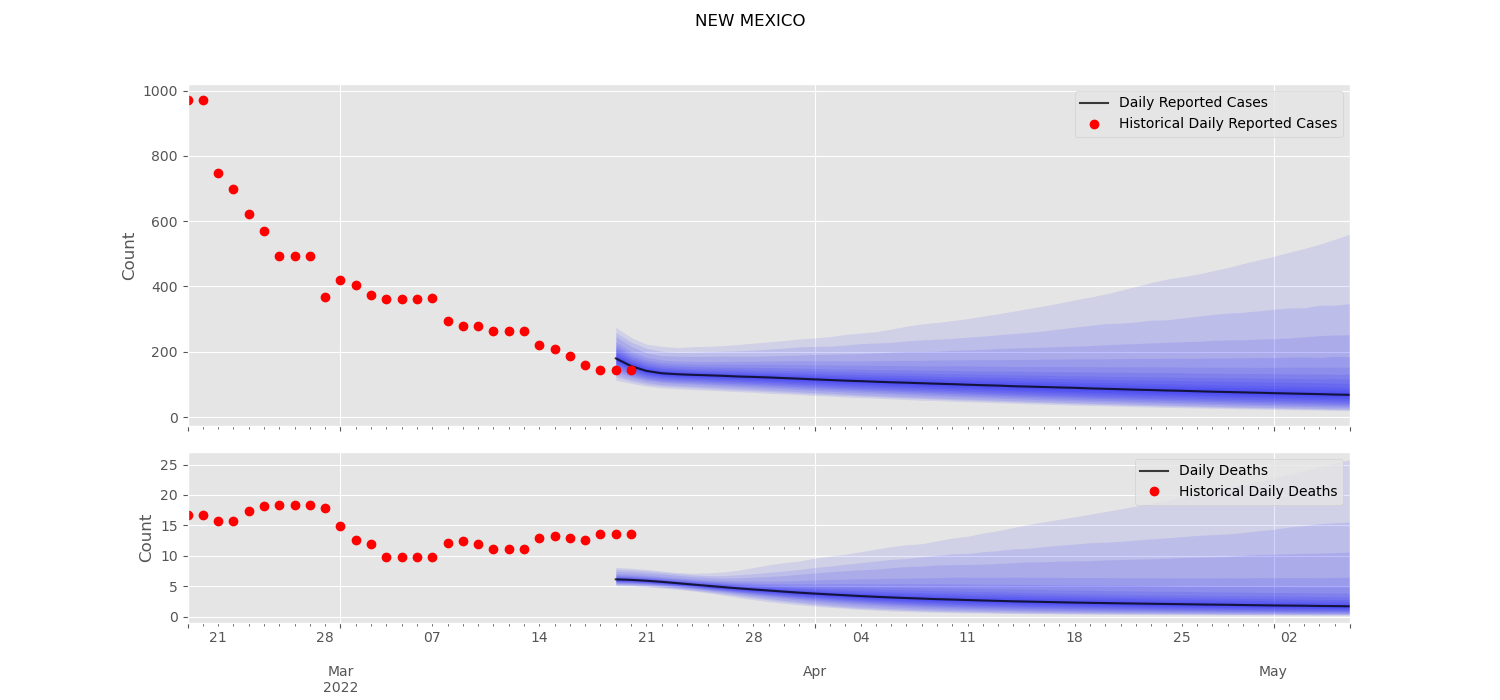 NEW MEXICO
1000
800
600
400
200
0
Count
Daily Reported Cases
Historical Daily Reported Cases
25
20
15
10
5
0
Count
Daily Deaths
Historical Daily Deaths
21 28 07 14 21 28 04 11 18 25 02
Mar Apr May
2022